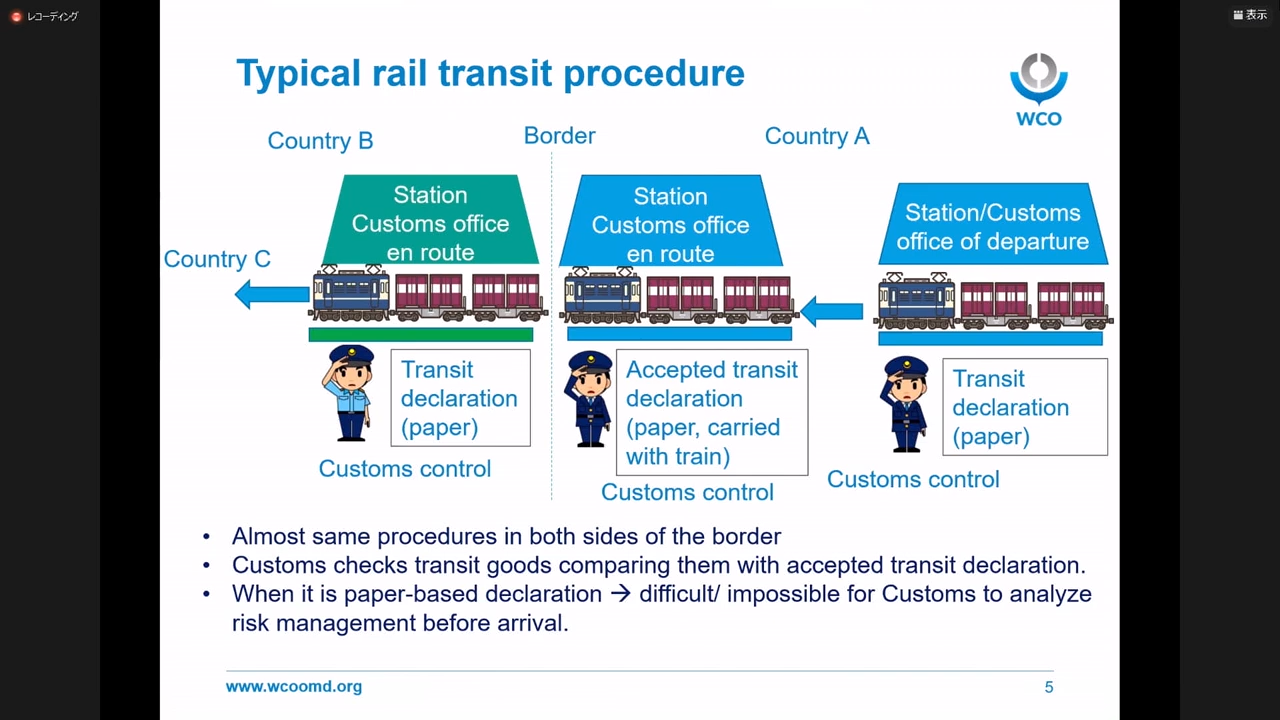 レコーディング
表示
Typical rail transit procedure
WCO
Country B
Border
Country A
Station
Customs office
en route
Station
Customs office
en route
Station/Customs
office of departure
Country C
Transit
declaration
(paper)
Customs control
Accepted transit
declaration
(paper, carried
with train)
Customs control
Transit
declaration
(paper)
Customs control
• Almost same procedures in both sides of the border
• Customs checks transit goods comparing them with accepted transit declaration.
• When it is paper-based declaration → difficult/ impossible for Customs to analyze
risk management before arrival.
www.wcoomd.org
5